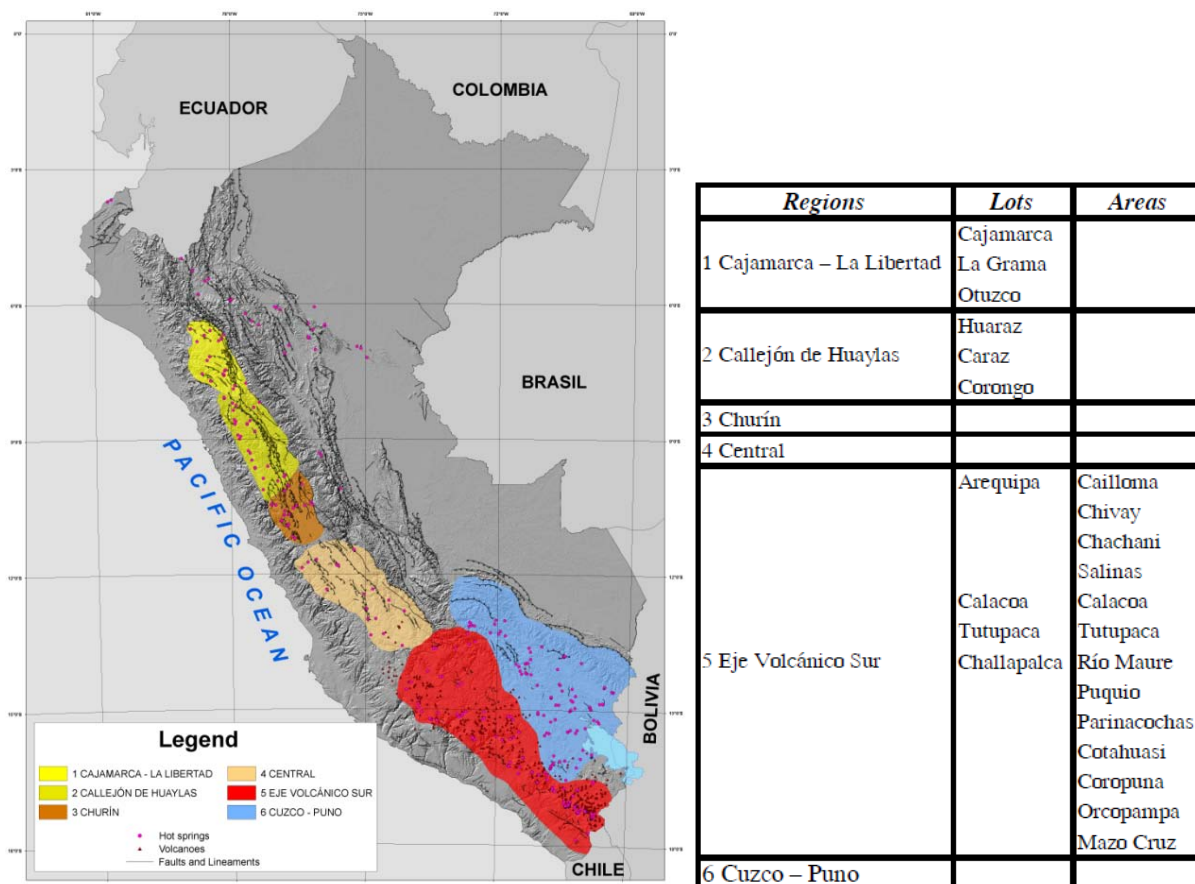 ECUADOR
COLOMBIA
BRASIL
PACIFIC OCEAN
BOLIVIA
CHILE
Legend
1 CAJAMARCA - LA LIBERTAD
2 CALLEJÓN DE HUAYLAS
3 CHURÍN
4 CENTRAL
5 EJE VOLCÁNICO SUR
6 CUZCO - PUNO
Hot springs
Volcanoes
Faults and Lineaments
Regions Lots Areas
1 Cajamarca – La Libertad
Cajamarca
La Grama
Otuzco
2 Callejón de Huaylas
Huaraz
Caraz
Corongo
3 Churín
4 Central
5 Eje Volcánico Sur
Arequipa
Calacoa
Tutupaca
Challapalca
Cailloma
Chivay
Chachani
Salinas
Calacoa
Tutupaca
Río Maure
Puquio
Parinacochas
Cotahuasi
Coropuna
Orcopampa
Mazo Cruz
6 Cuzco – Puno